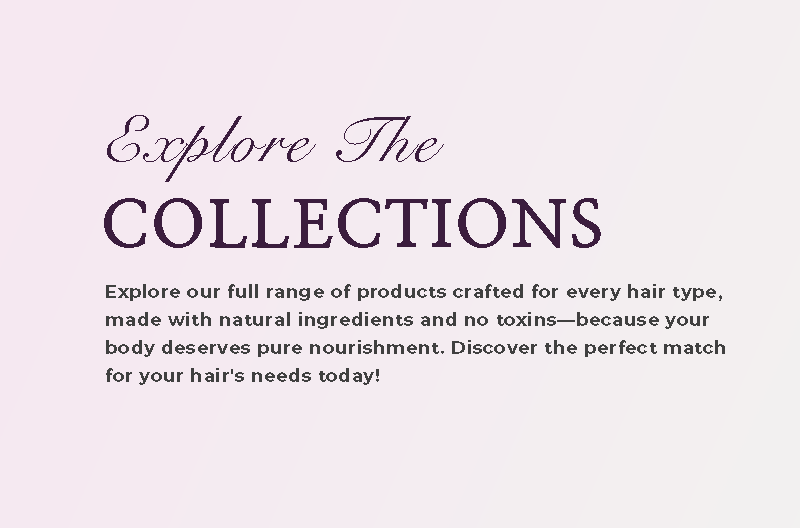 Explore The
COLLECTIONS
Explore our full range of products crafted for every hair type,
made with natural ingredients and no toxins—because your
body deserves pure nourishment. Discover the perfect match
for your hair's needs today!